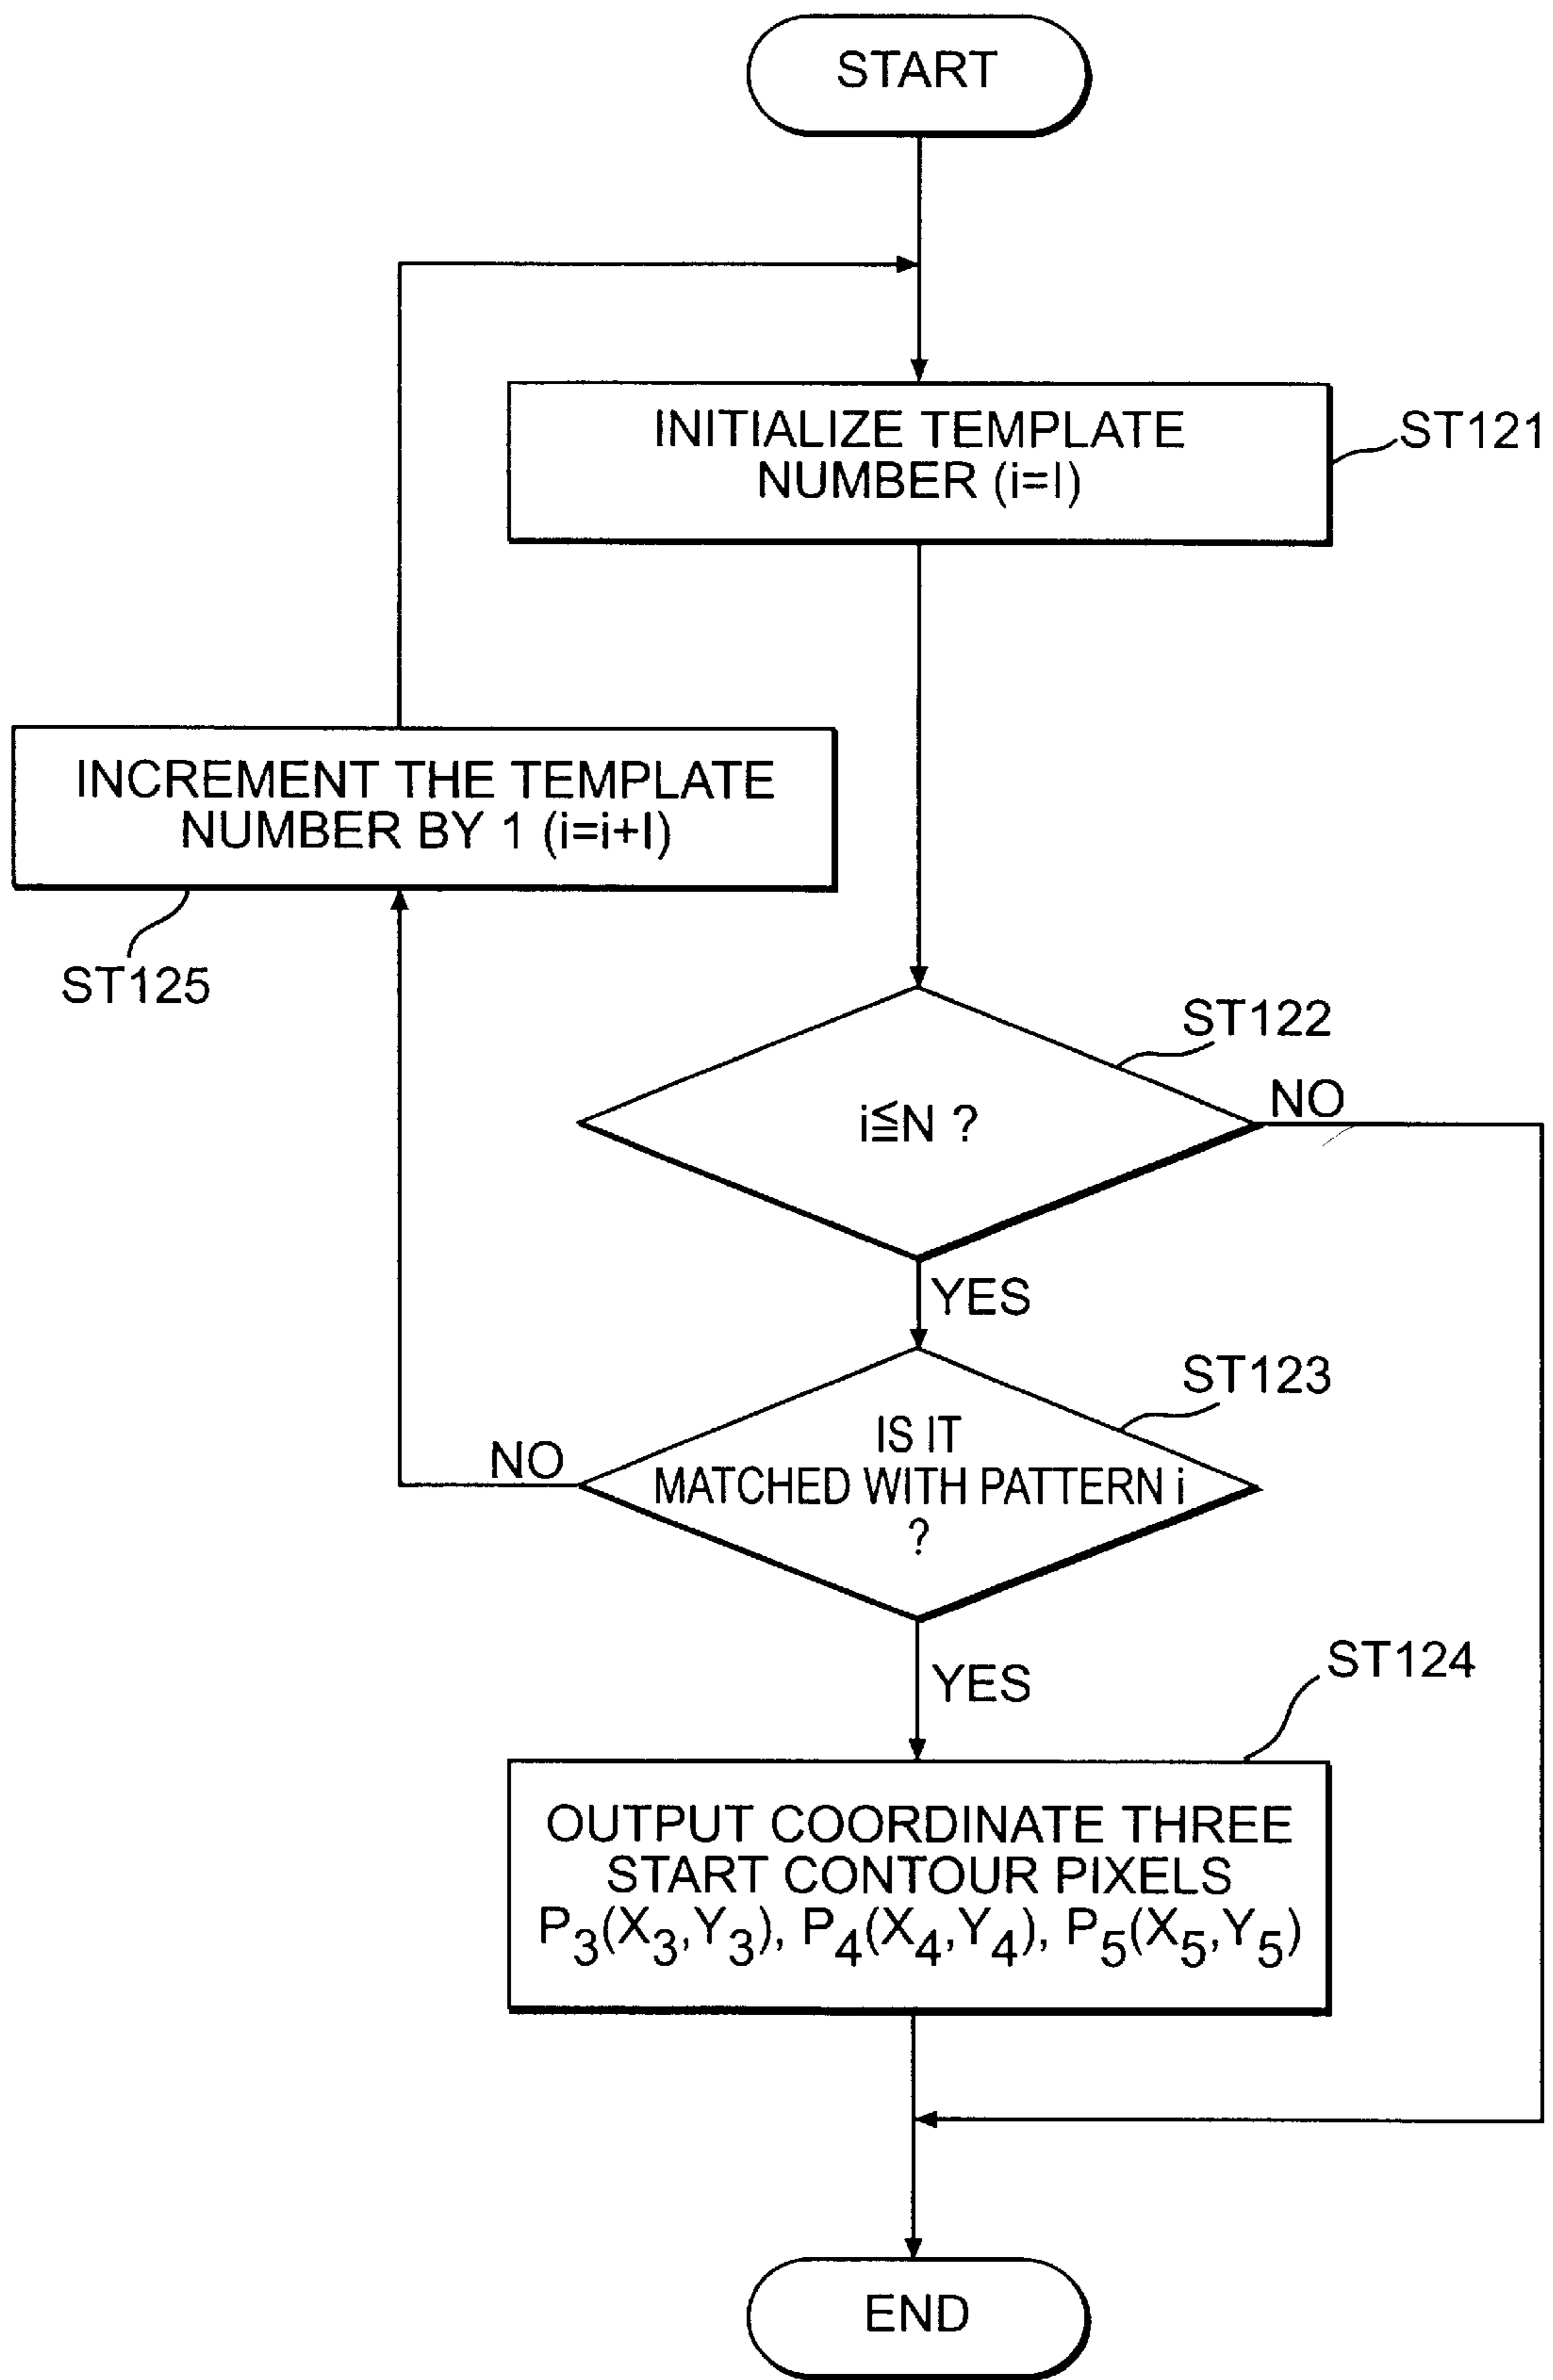 START
INITIALIZE TEMPLATE
NUMBER (i=I)
ST121
INCREMENT THE TEMPLATE
NUMBER BY 1 (i=i+I)
ST125
ST122
i≦N ?
NO
YES
ST123
IS IT
MATCHED WITH PATTERN i
?
NO
YES
ST124
OUTPUT COORDINATE THREE
START CONTOUR PIXELS
P3(X3,Y3), P4(X4,Y4), P5(X5,Y5)
END